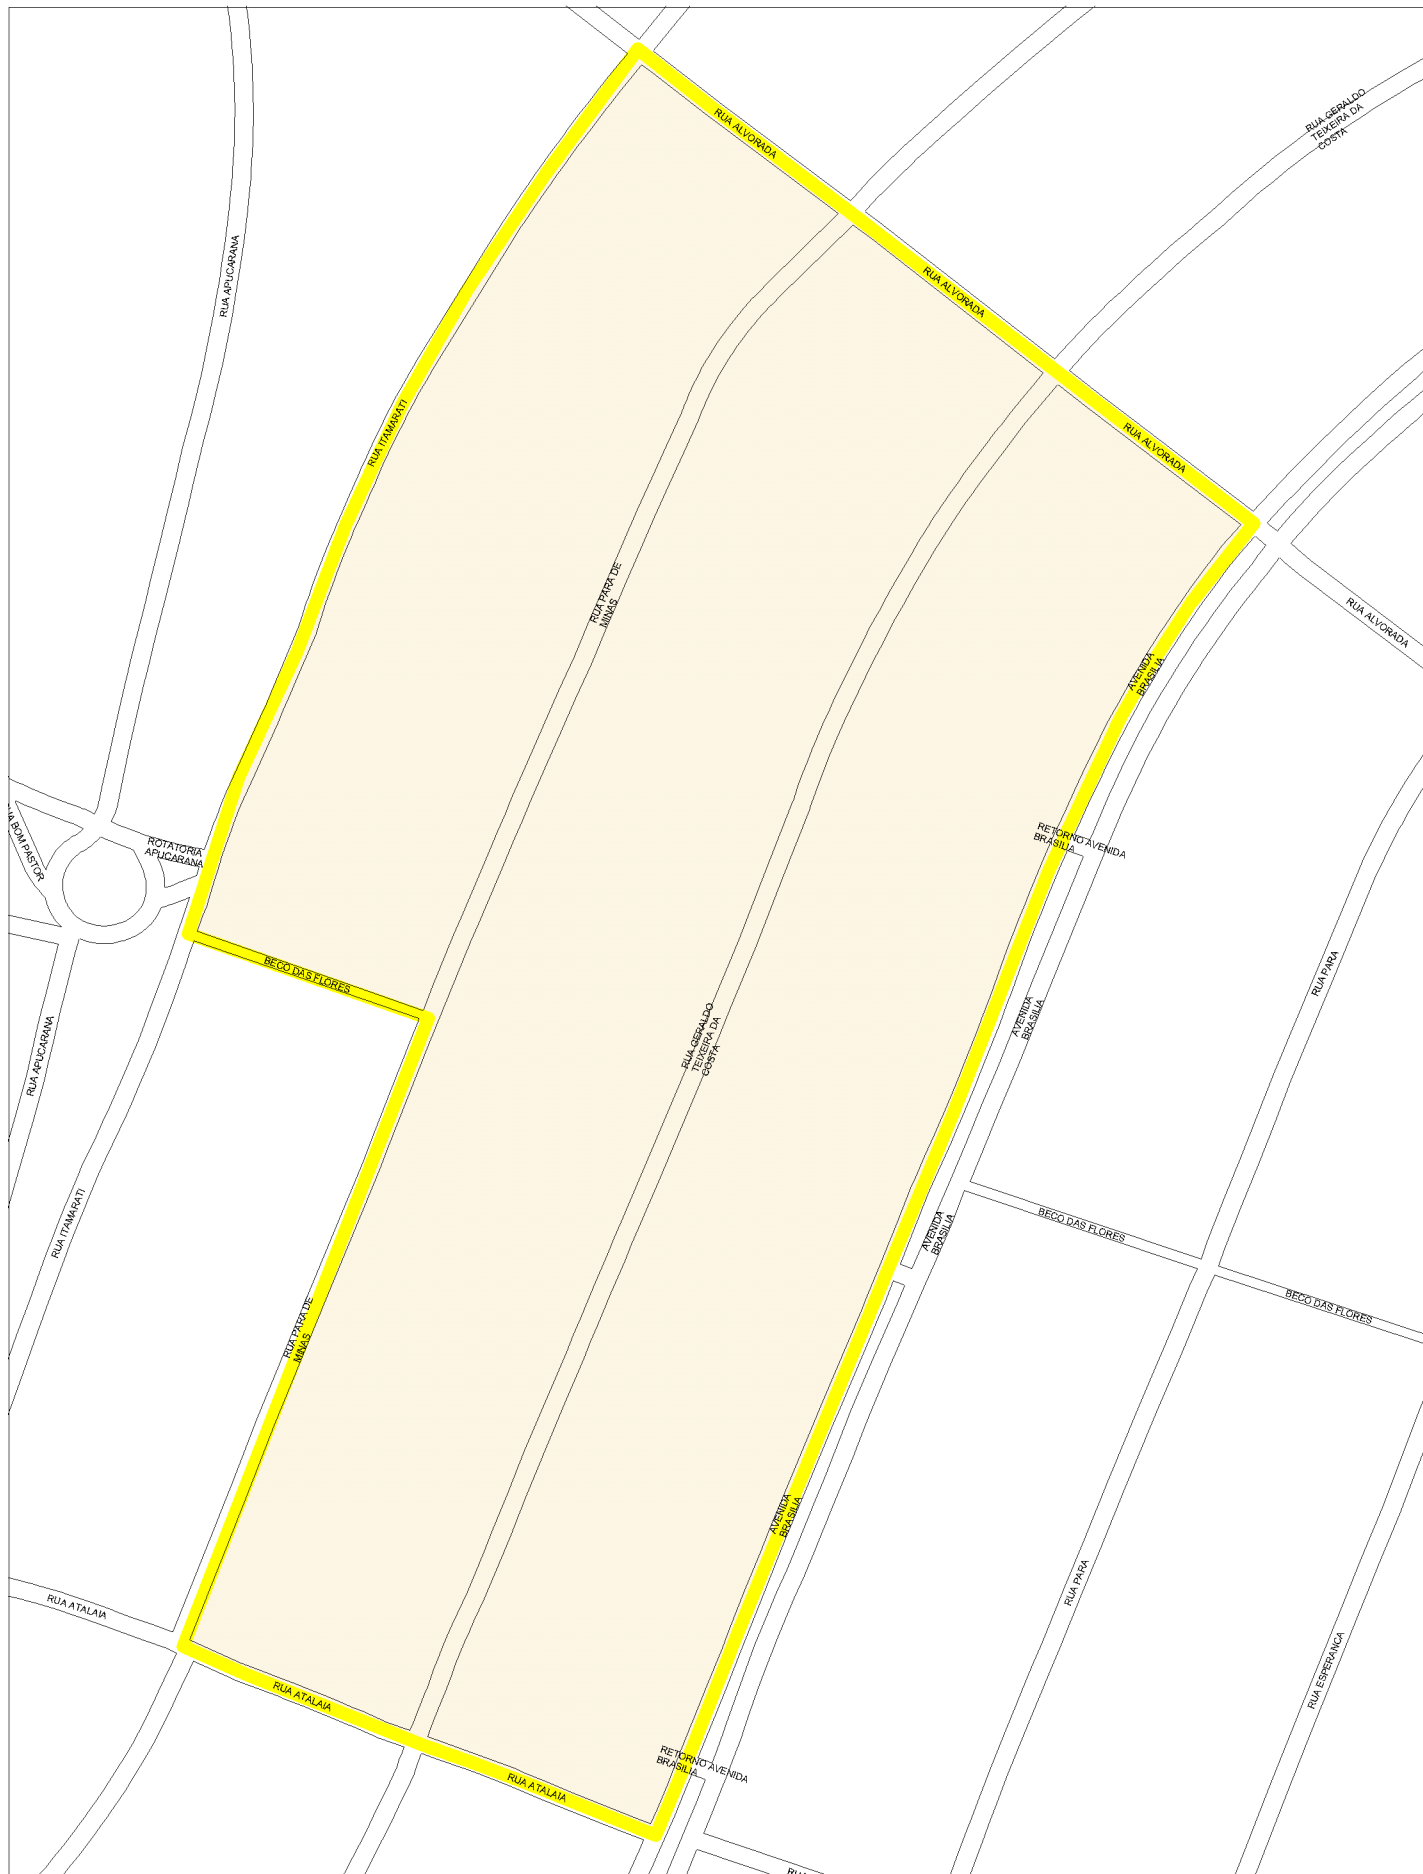 RUA ALVORADA
RUA GERALDO
TEIXEIRA DA
COSTA
RUA APUCARANA
RUA ALVORADA
RUA ITAMARATI
RUA ALVORADA
RUA PARA DE
MINAS
RUA ALVORADA
AVENIDA
BRASILIA
ROTATORIA
APUCARANA
RETORNO AVENIDA
BRASILIA
UA BOM PASTOR
BECO DAS FLORES
RUA PARA
AVENIDA
BRASILIA
RUA GERALDO
TEIXEIRA DA
COSTA
RUA APUCARANA
RUA ITAMARATI
AVENIDA
BRASILIA
BECO DAS FLORES
BECO DAS FLORES
RUA PARA DE
MINAS
AVENIDA
BRASILIA
RUA PARA
RUA ATALAIA
RUA ESPERANCA
RUA ATALAIA
RETORNO AVENIDA
BRASILIA
RUA ATALAIA